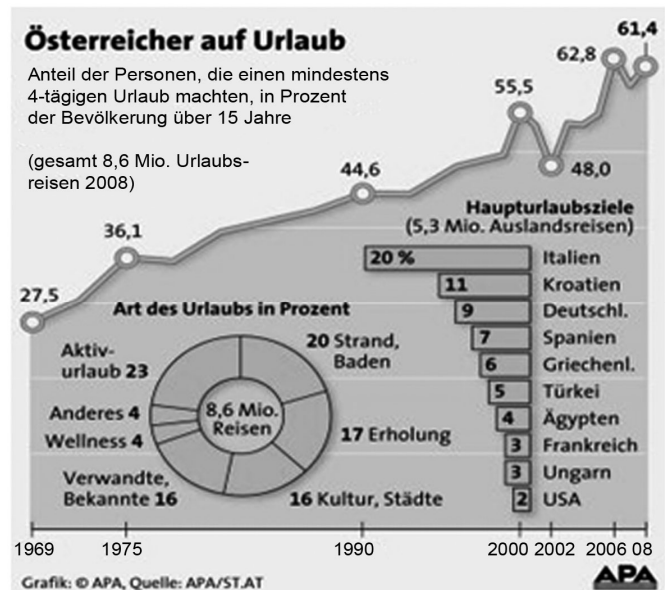 Österreicher auf Urlaub
Anteil der Personen, die einen mindestens
4-tägigen Urlaub machten, in Prozent
der Bevölkerung über 15 Jahre
(gesamt 8,6 Mio. Urlaubs-
reisen 2008)
27,5
36,1
44,6
55,5
48,0
62,8
61,4
Haupturlaubsziele
(5,3 Mio. Auslandsreisen)
20 % Italien
11 Kroatien
9 Deutschl.
7 Spanien
6 Griechenl.
5 Türkei
4 Ägypten
3 Frankreich
3 Ungarn
2 USA
Art des Urlaubs in Prozent
20 Strand,
Baden
17 Erholung
16 Kultur, Städte
Verwandte,
Bekannte 16
Wellness 4
Anderes 4
Aktiv-
urlaub 23
8,6 Mio.
Reisen
1969 1975 1990 2000 2002 2006 08
Grafik: © APA, Quelle: APA/ST.AT
APA